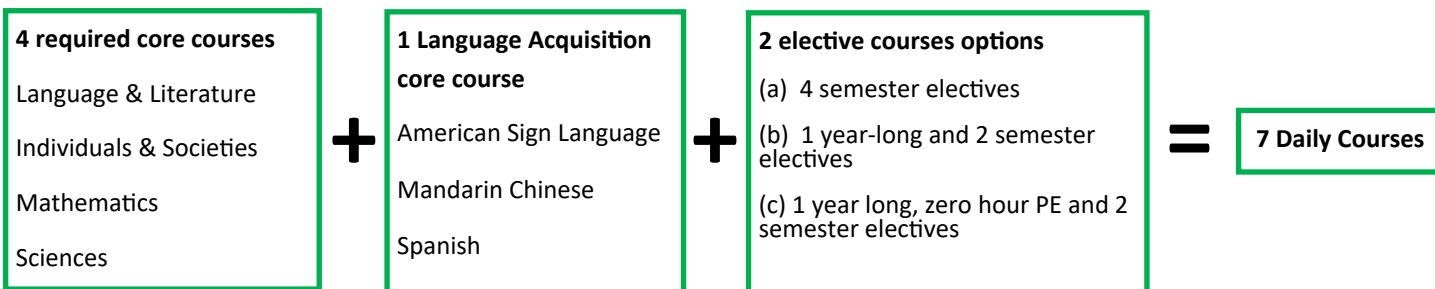 4 required core courses
Language & Literature
Individuals & Societies
Mathematics
Sciences
+
1 Language Acquisition
core course
American Sign Language
Mandarin Chinese
Spanish
+
2 elective courses options
(a) 4 semester electives
(b) 1 year-long and 2 semester
electives
(c) 1 year long, zero hour PE and 2
semester electives
=
7 Daily Courses